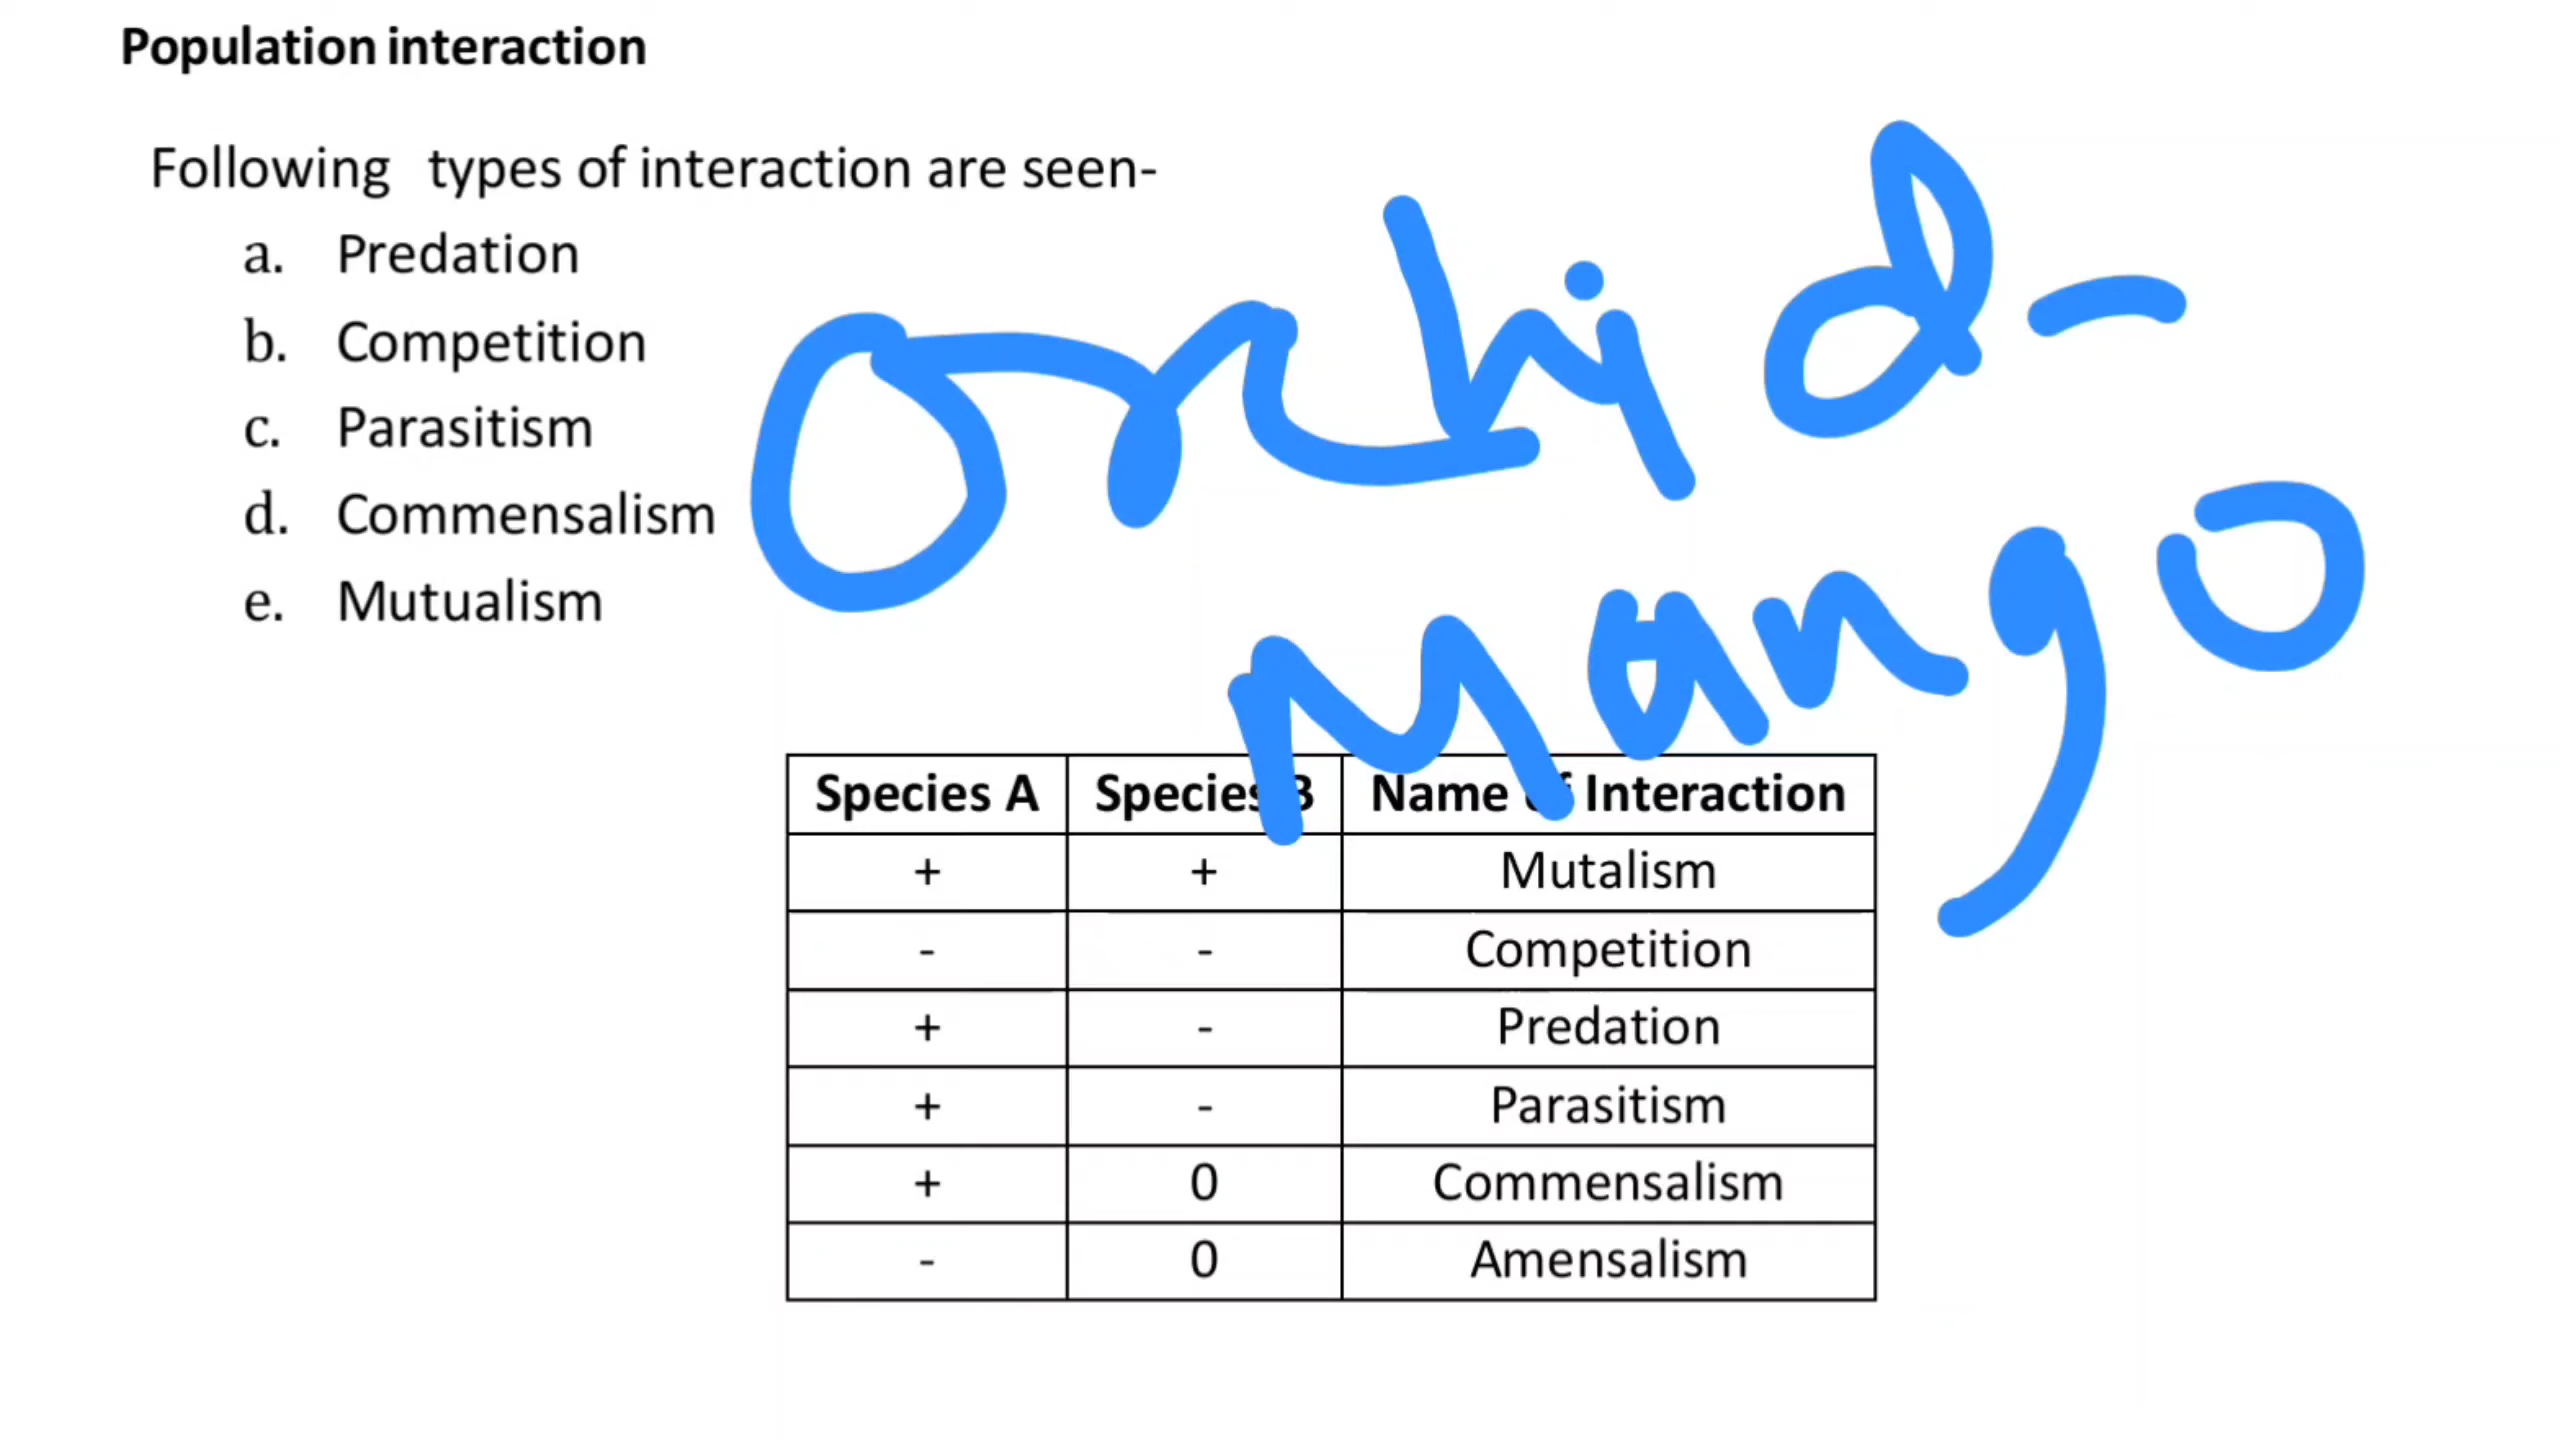 Population interaction
Following types of interaction are seen-
a. Predation
b. Competition
c. Parasitism
d. Commensalism
e. Mutualism
Orchid-
Mango
Species A Species B Name of Interaction
+ + Mutalism
- - Competition
+ - Predation
+ - Parasitism
+ 0 Commensalism
- 0 Amensalism